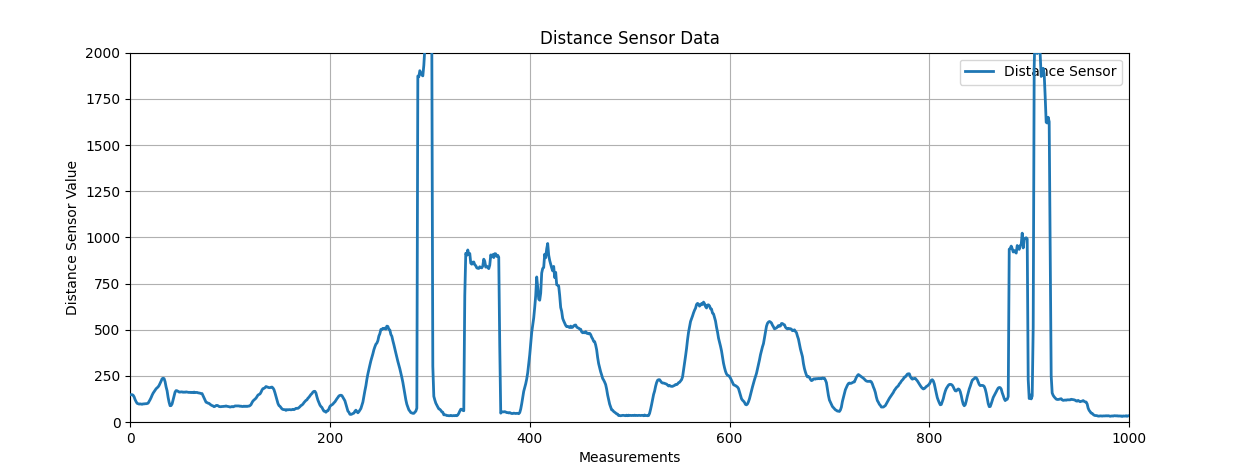 Distance Sensor Data
Distance Sensor
Distance Sensor Value
2000
1750
1500
1250
1000
750
500
250
0
0 200 400 600 800 1000
Measurements